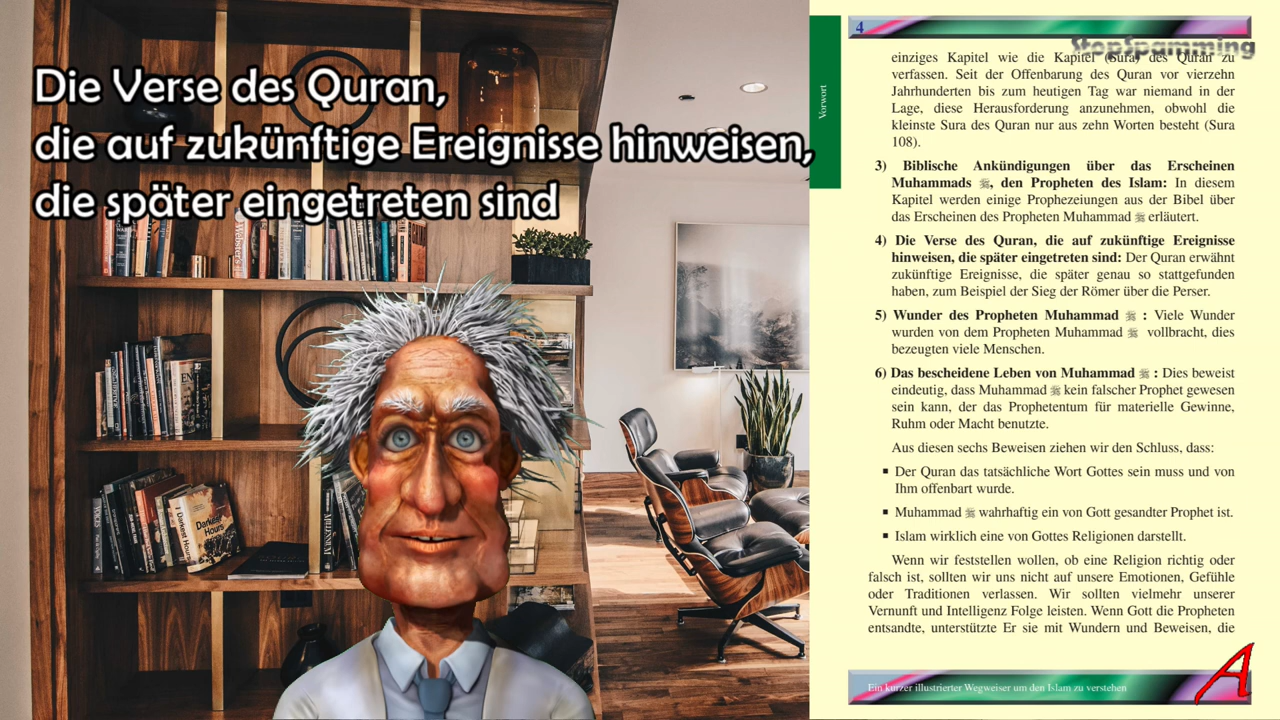 Die Verse des Quran,
die auf zukünftige Ereignisse hinweisen,
die später eingetreten sind
Darkest
Hours
4
StopSpamming
Vorwort
einziges Kapitel wie die Kapitel (Sura) des Quran zu
verfassen. Seit der Offenbarung des Quran vor vierzehn
Jahrhunderten bis zum heutigen Tag war niemand in der
Lage, diese Herausforderung anzunehmen, obwohl die
kleinste Sura des Quran nur aus zehn Worten besteht (Sura
108).
3) Biblische Ankündigungen über das Erscheinen
Muhammads ﷺ, den Propheten des Islam: In diesem
Kapitel werden einige Prophezeiungen aus der Bibel über
das Erscheinen des Propheten Muhammad ﷺ erläutert.
4) Die Verse des Quran, die auf zukünftige Ereignisse
hinweisen, die später eingetreten sind: Der Quran erwähnt
zukünftige Ereignisse, die später genau so stattgefunden
haben, zum Beispiel der Sieg der Römer über die Perser.
5) Wunder des Propheten Muhammad ﷺ : Viele Wunder
wurden von dem Propheten Muhammad ﷺ vollbracht, dies
bezeugten viele Menschen.
6) Das bescheidene Leben von Muhammad ﷺ : Dies beweist
eindeutig, dass Muhammad ﷺ kein falscher Prophet gewesen
sein kann, der das Prophetentum für materielle Gewinne,
Ruhm oder Macht benutzte.
Aus diesen sechs Beweisen ziehen wir den Schluss, dass:
▪ Der Quran das tatsächliche Wort Gottes sein muss und von
Ihm offenbart wurde.
▪ Muhammad ﷺ wahrhaftig ein von Gott gesandter Prophet ist.
▪ Islam wirklich eine von Gottes Religionen darstellt.
Wenn wir feststellen wollen, ob eine Religion richtig oder
falsch ist, sollten wir uns nicht auf unsere Emotionen, Gefühle
oder Traditionen verlassen. Wir sollten vielmehr unserer
Vernunft und Intelligenz Folge leisten. Wenn Gott die Propheten
entsandte, unterstützte Er sie mit Wundern und Beweisen, die
Ein kurzer illustrierter Wegweiser um den Islam zu verstehen
A